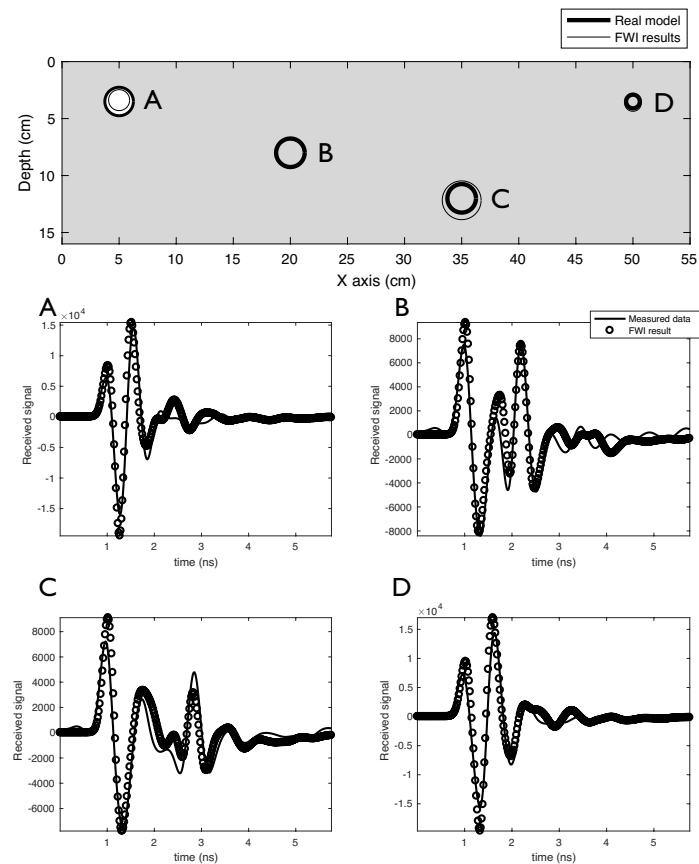 Real model
FWI results
0
5
10
15
Depth (cm)
A
B
C
D
0 5 10 15 20 25 30 35 40 45 50 55
X axis (cm)
A
×10⁴
1.5
1
0.5
0
-0.5
-1
-1.5
Received signal
1 2 3 4 5
time (ns)
B
Measured data
FWI result
8000
6000
4000
2000
0
-2000
-4000
-6000
-8000
Received signal
1 2 3 4 5
time (ns)
C
8000
6000
4000
2000
0
-2000
-4000
-6000
Received signal
1 2 3 4 5
time (ns)
D
×10⁴
1.5
1
0.5
0
-0.5
-1
-1.5
Received signal
1 2 3 4 5
time (ns)